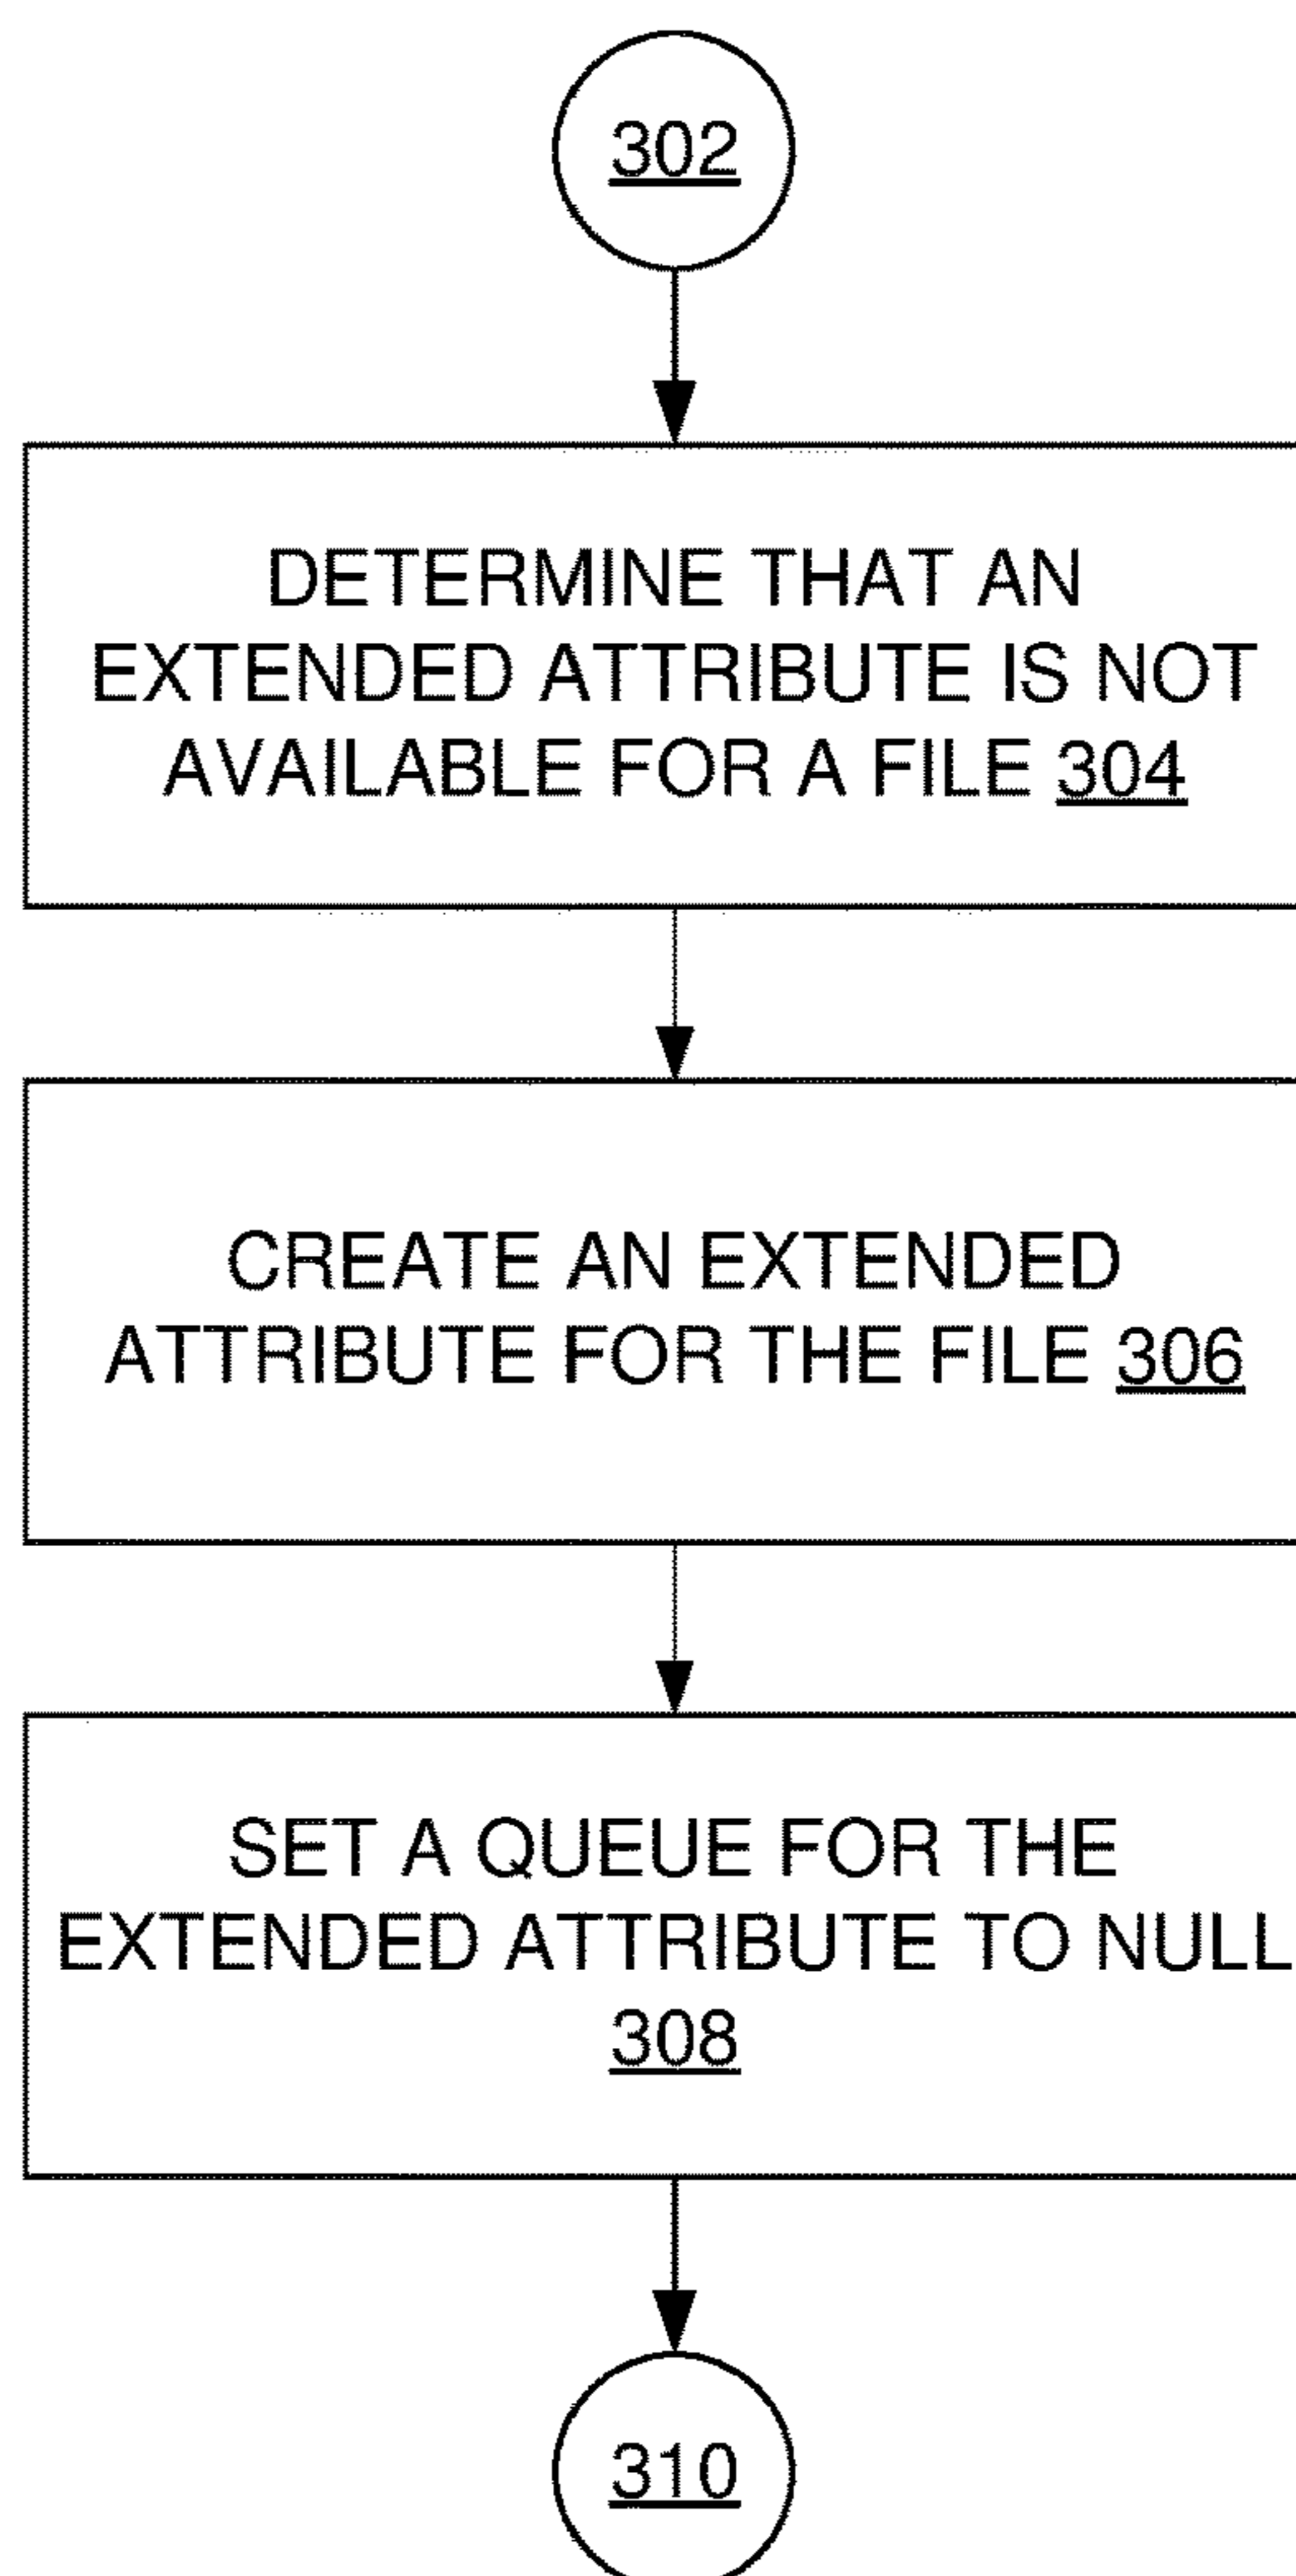 302
DETERMINE THAT AN
EXTENDED ATTRIBUTE IS NOT
AVAILABLE FOR A FILE 304
CREATE AN EXTENDED
ATTRIBUTE FOR THE FILE 306
SET A QUEUE FOR THE
EXTENDED ATTRIBUTE TO NULL
308
310